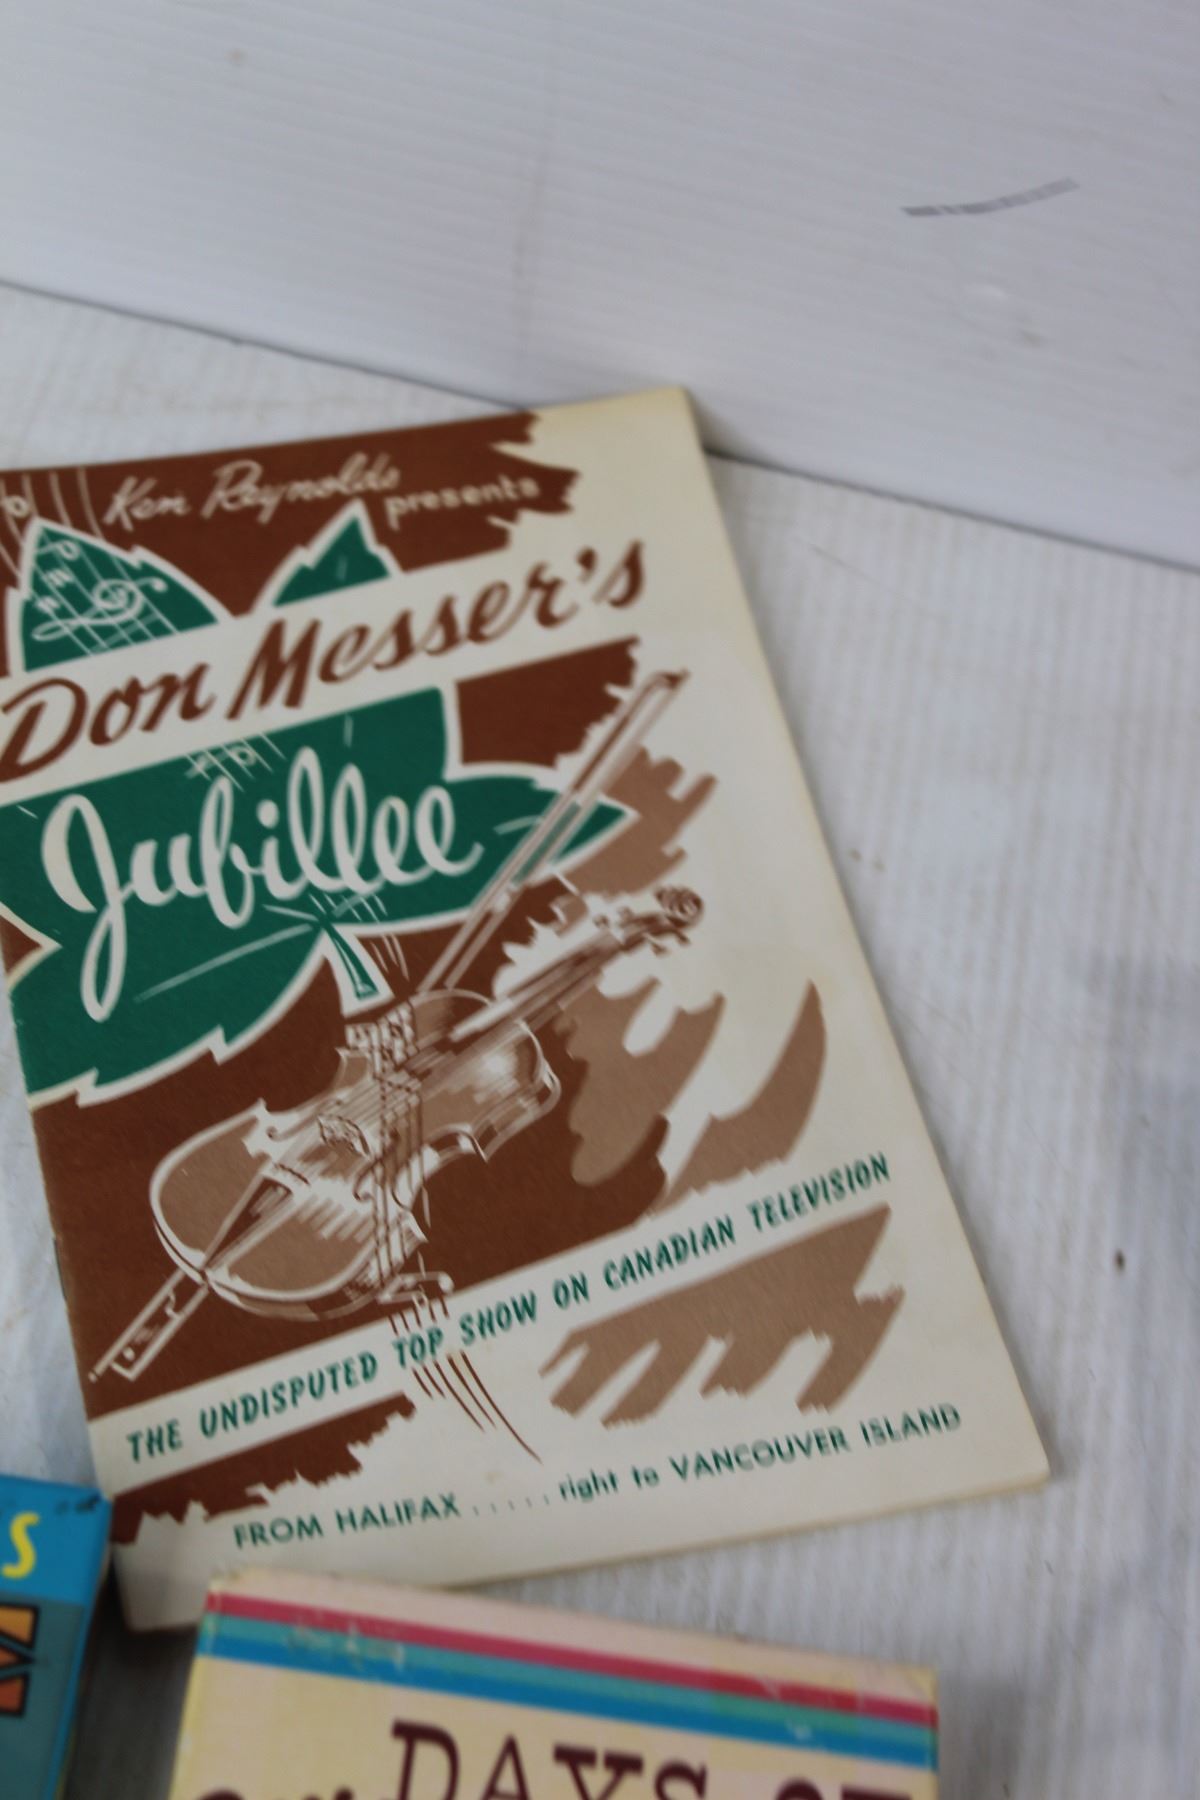 Ken Reynolds
presents
Don Messer's
Jubilee
THE UNDISPUTED TOP SHOW ON CANADIAN TELEVISION
FROM HALIFAX ..... right to VANCOUVER ISLAND
S
DAYS